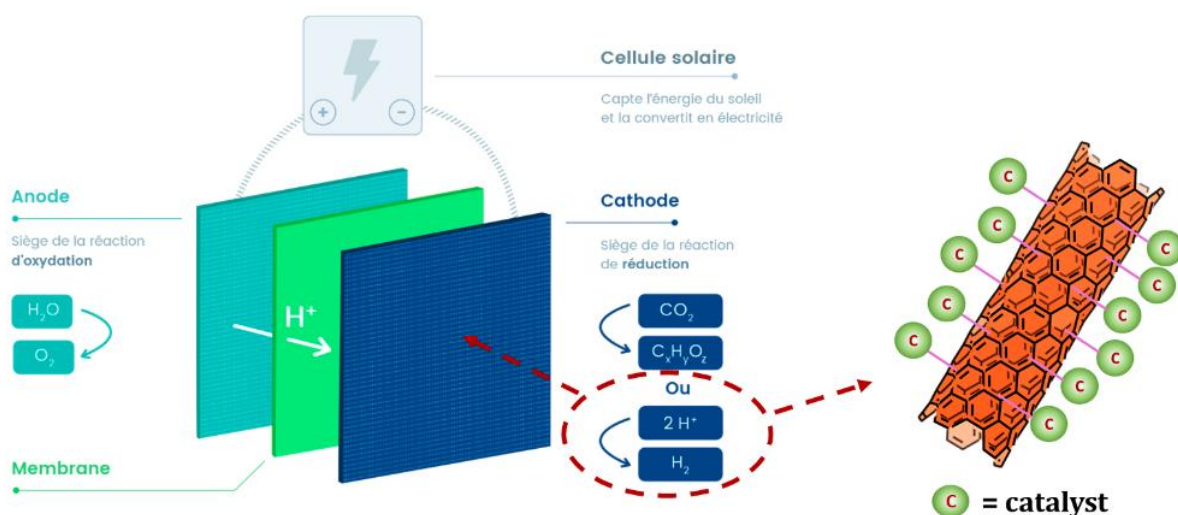 Cellule solaire
Capte l'énergie du soleil
et la convertit en électricité
+
−
Anode
Siège de la réaction
d'oxydation
H₂O
O₂
H⁺
Membrane
Cathode
Siège de la réaction
de réduction
CO₂
CₓHᵧO_z
Ou
2 H⁺
H₂
C
C
C
C
C
C
C
C
C
C
C
C = catalyst